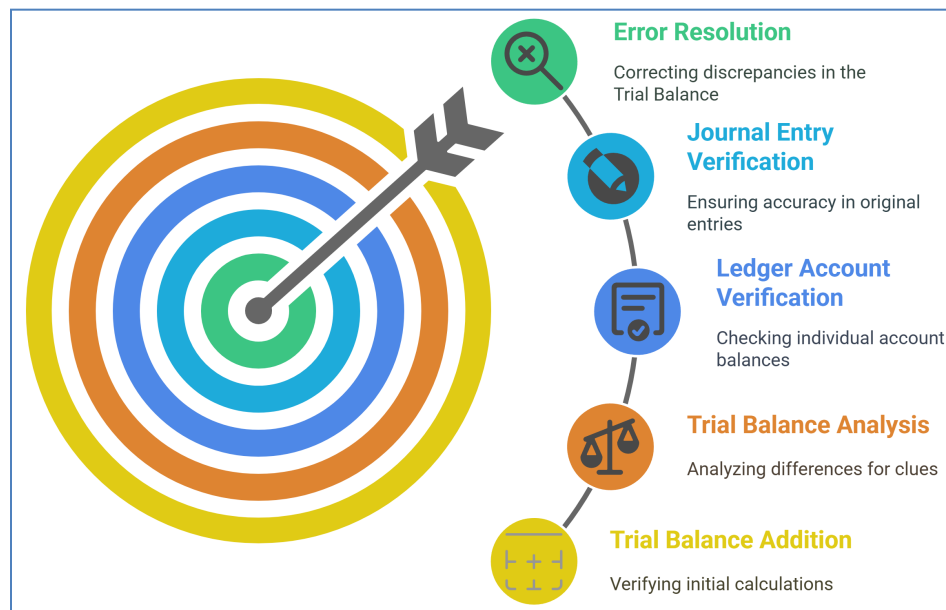 Error Resolution
Correcting discrepancies in the
Trial Balance
Journal Entry
Verification
Ensuring accuracy in original
entries
Ledger Account
Verification
Checking individual account
balances
Trial Balance Analysis
Analyzing differences for clues
Trial Balance Addition
Verifying initial calculations